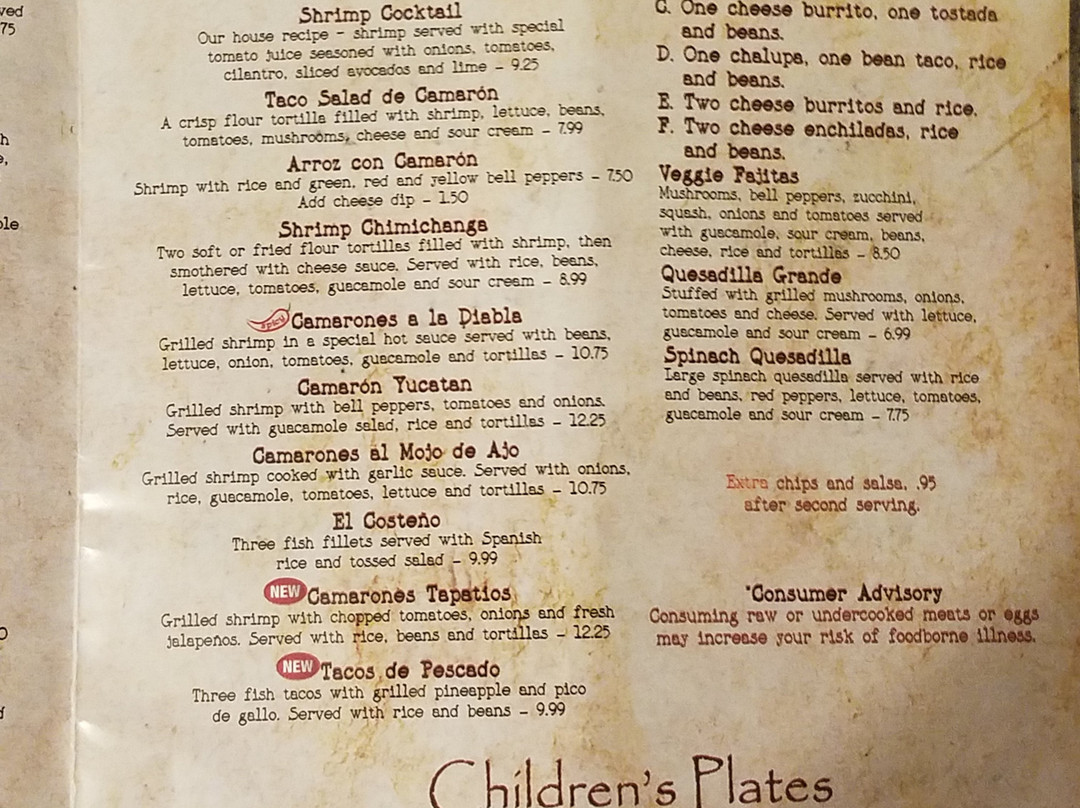 ved
75
h
e,
ole
O
d
Shrimp Cocktail
Our house recipe – shrimp served with special
tomato juice seasoned with onions, tomatoes,
cilantro, sliced avocados and lime – 9.25
Taco Salad de Camarón
A crisp flour tortilla filled with shrimp, lettuce, beans,
tomatoes, mushrooms, cheese and sour cream – 7.99
Arroz con Camarón
Shrimp with rice and green, red and yellow bell peppers – 7.50
Add cheese dip – 1.50
Shrimp Chimichanga
Two soft or fried flour tortillas filled with shrimp, then
smothered with cheese sauce. Served with rice, beans,
lettuce, tomatoes, guacamole and sour cream – 8.99
spicy Camarones a la Diabla
Grilled shrimp in a special hot sauce served with beans,
lettuce, onion, tomatoes, guacamole and tortillas – 10.75
Camarón Yucatan
Grilled shrimp with bell peppers, tomatoes and onions.
Served with guacamole salad, rice and tortillas – 12.25
Camarones al Mojo de Ajo
Grilled shrimp cooked with garlic sauce. Served with onions,
rice, guacamole, tomatoes, lettuce and tortillas – 10.75
El Costeño
Three fish fillets served with Spanish
rice and tossed salad – 9.99
NEW Camarones Tapatios
Grilled shrimp with chopped tomatoes, onions and fresh
jalapeños. Served with rice, beans and tortillas – 12.25
NEW Tacos de Pescado
Three fish tacos with grilled pineapple and pico
de gallo. Served with rice and beans – 9.99
C. One cheese burrito, one tostada
and beans.
D. One chalupa, one bean taco, rice
and beans.
E. Two cheese burritos and rice.
F. Two cheese enchiladas, rice
and beans.
Veggie Fajitas
Mushrooms, bell peppers, zucchini,
squash, onions and tomatoes served
with guacamole, sour cream, beans,
cheese, rice and tortillas – 8.50
Quesadilla Grande
Stuffed with grilled mushrooms, onions,
tomatoes and cheese. Served with lettuce,
guacamole and sour cream – 6.99
Spinach Quesadilla
Large spinach quesadilla served with rice
and beans, red peppers, lettuce, tomatoes,
guacamole and sour cream – 7.75
Extra chips and salsa, .95
after second serving.
*Consumer Advisory
Consuming raw or undercooked meats or eggs
may increase your risk of foodborne illness.
Children's Plates